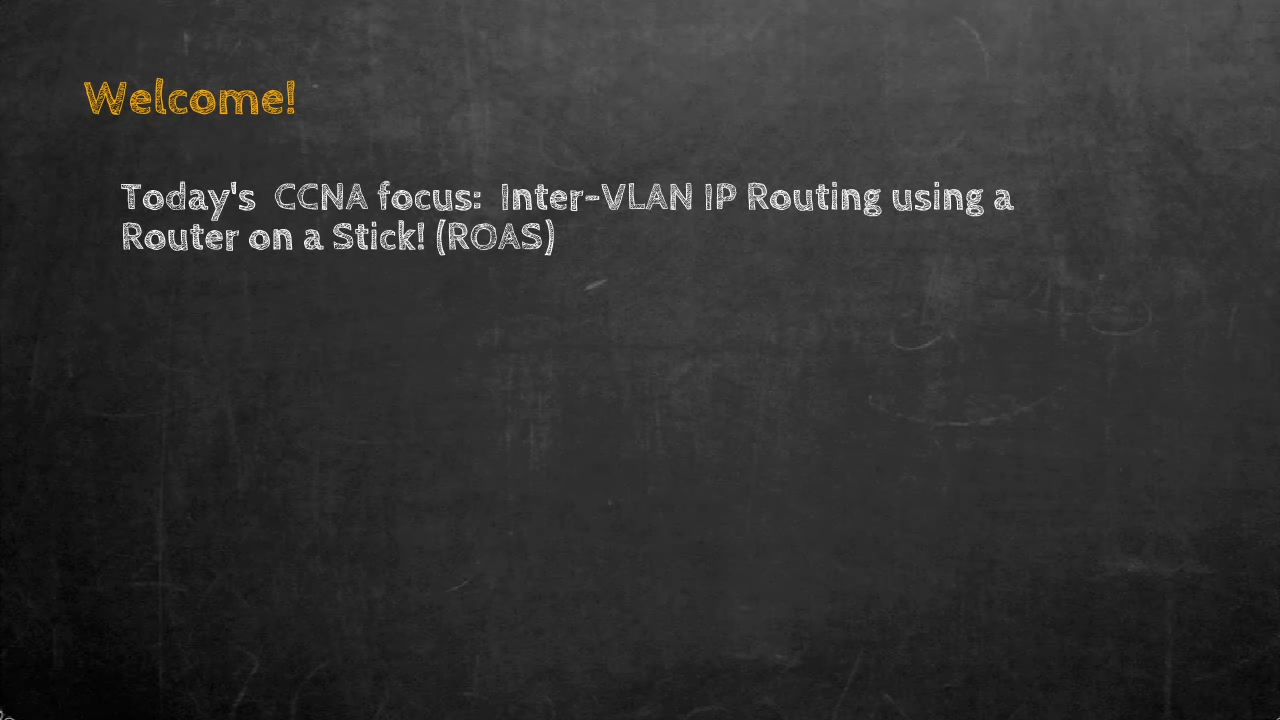 Welcome!
Today's  CCNA focus:  Inter-VLAN IP Routing using a
Router on a Stick! (ROAS)